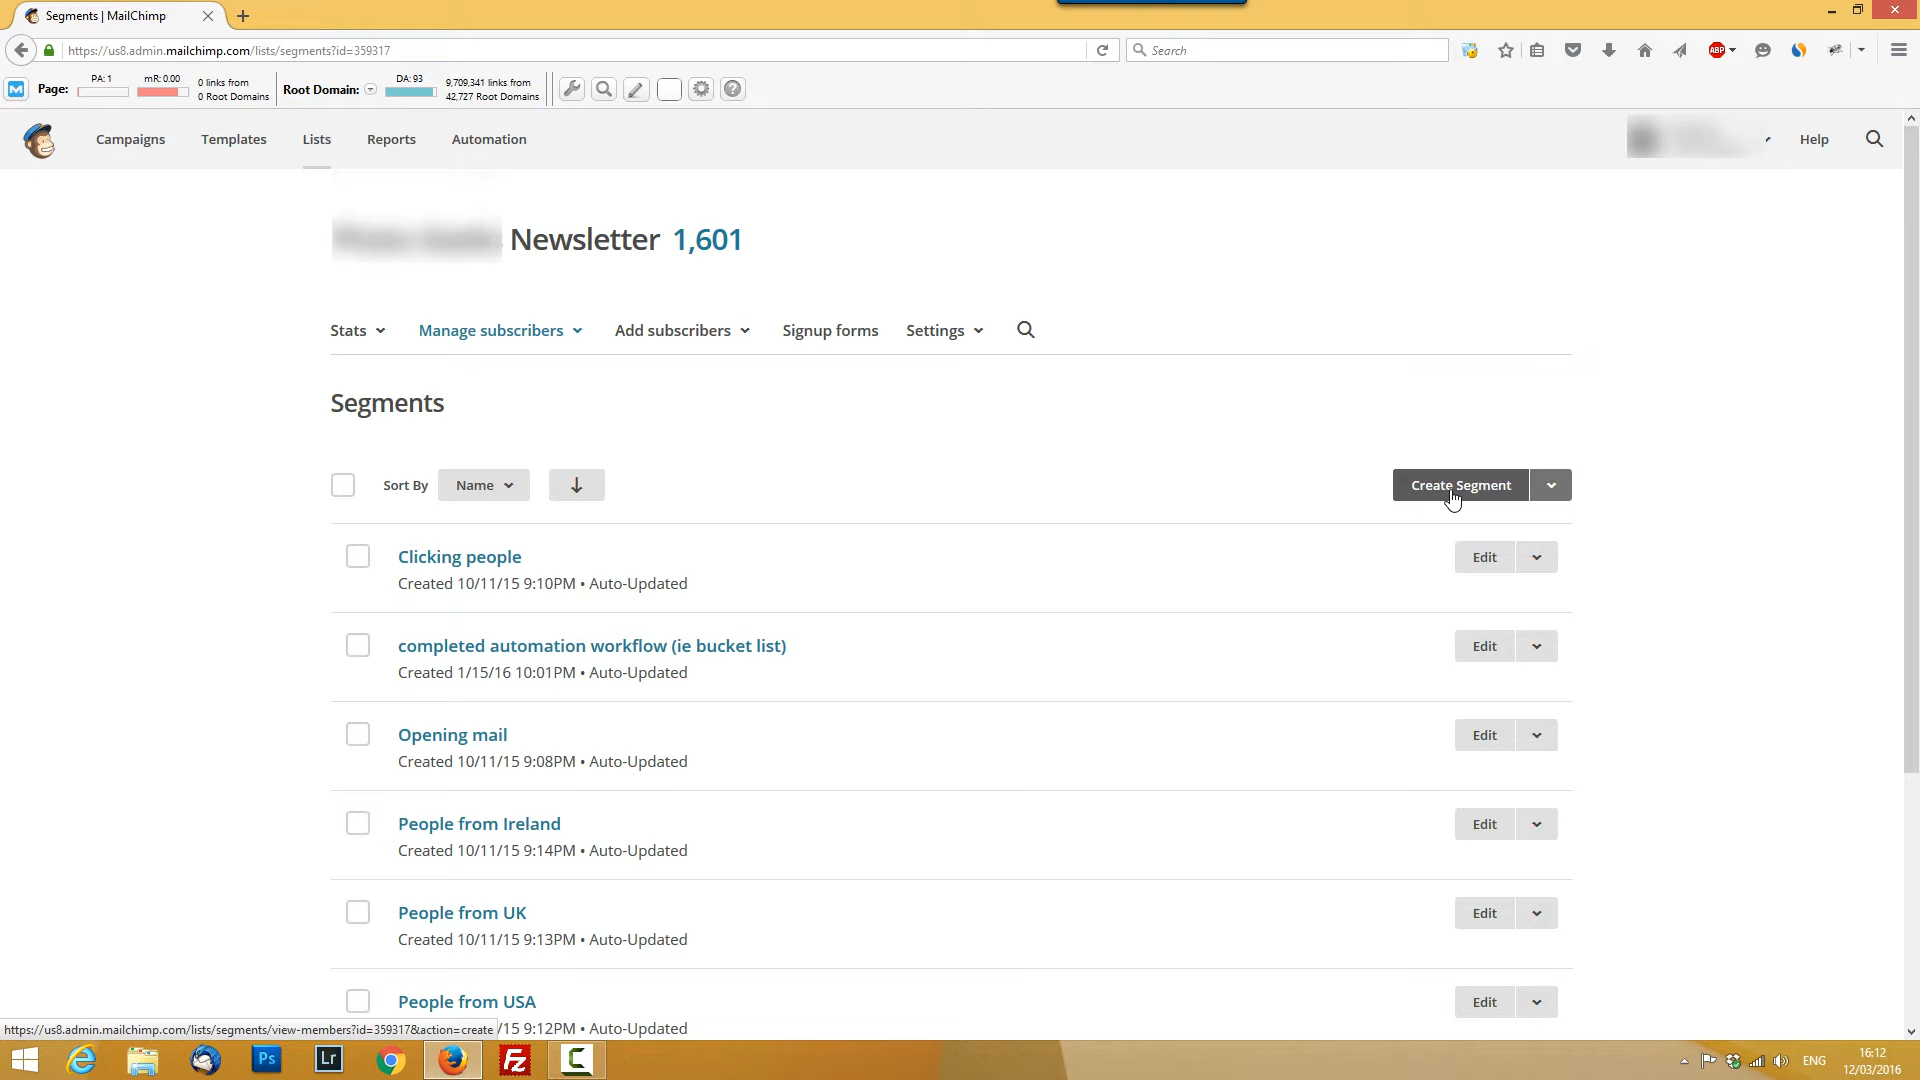 Segments | MailChimp
https://us8.admin.mailchimp.com/lists/segments?id=359317
Search
ABP
Page:
PA: 1
mR: 0.00
0 links from
0 Root Domains
Root Domain:
DA: 93
9,709,341 links from
42,727 Root Domains
Campaigns
Templates
Lists
Reports
Automation
Help
Newsletter 1,601
Stats
Manage subscribers
Add subscribers
Signup forms
Settings
Segments
Sort By
Name
Create Segment
Clicking people
Created 10/11/15 9:10PM • Auto-Updated
Edit
completed automation workflow (ie bucket list)
Created 1/15/16 10:01PM • Auto-Updated
Edit
Opening mail
Created 10/11/15 9:08PM • Auto-Updated
Edit
People from Ireland
Created 10/11/15 9:14PM • Auto-Updated
Edit
People from UK
Created 10/11/15 9:13PM • Auto-Updated
Edit
People from USA
/15 9:12PM • Auto-Updated
Edit
https://us8.admin.mailchimp.com/lists/segments/view-members?id=359317&action=create
Ps
Lr
Fz
C
ENG
16:12
12/03/2016